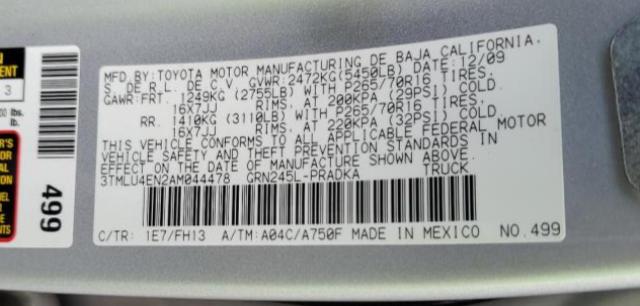 MFD.BY:TOYOTA MOTOR MANUFACTURING DE BAJA CALIFORNIA.
S. DE R.L. DE C.V. GVWR:2472KG(5450LB)DATE:12/09
GAWR:FRT. 1249KG (2755LB) WITH P265/70R16 TIRES,
16X7JJ RIMS, AT 200KPA (29PSI) COLD.
RR. 1410KG (3110LB) WITH P265/70R16 TIRES,
16X7JJ RIMS, AT 220KPA (32PSI) COLD.
THIS VEHICLE CONFORMS TO ALL APPLICABLE FEDERAL MOTOR
VEHICLE SAFETY AND THEFT PREVENTION STANDARDS IN
EFFECT ON THE DATE OF MANUFACTURE SHOWN ABOVE.
3TMLU4EN2AM044478 GRN245L-PRADKA TRUCK
C/TR: 1E7/FH13 A/TM:A04C/A750F MADE IN MEXICO NO.499
499
3
lbs.
lb.